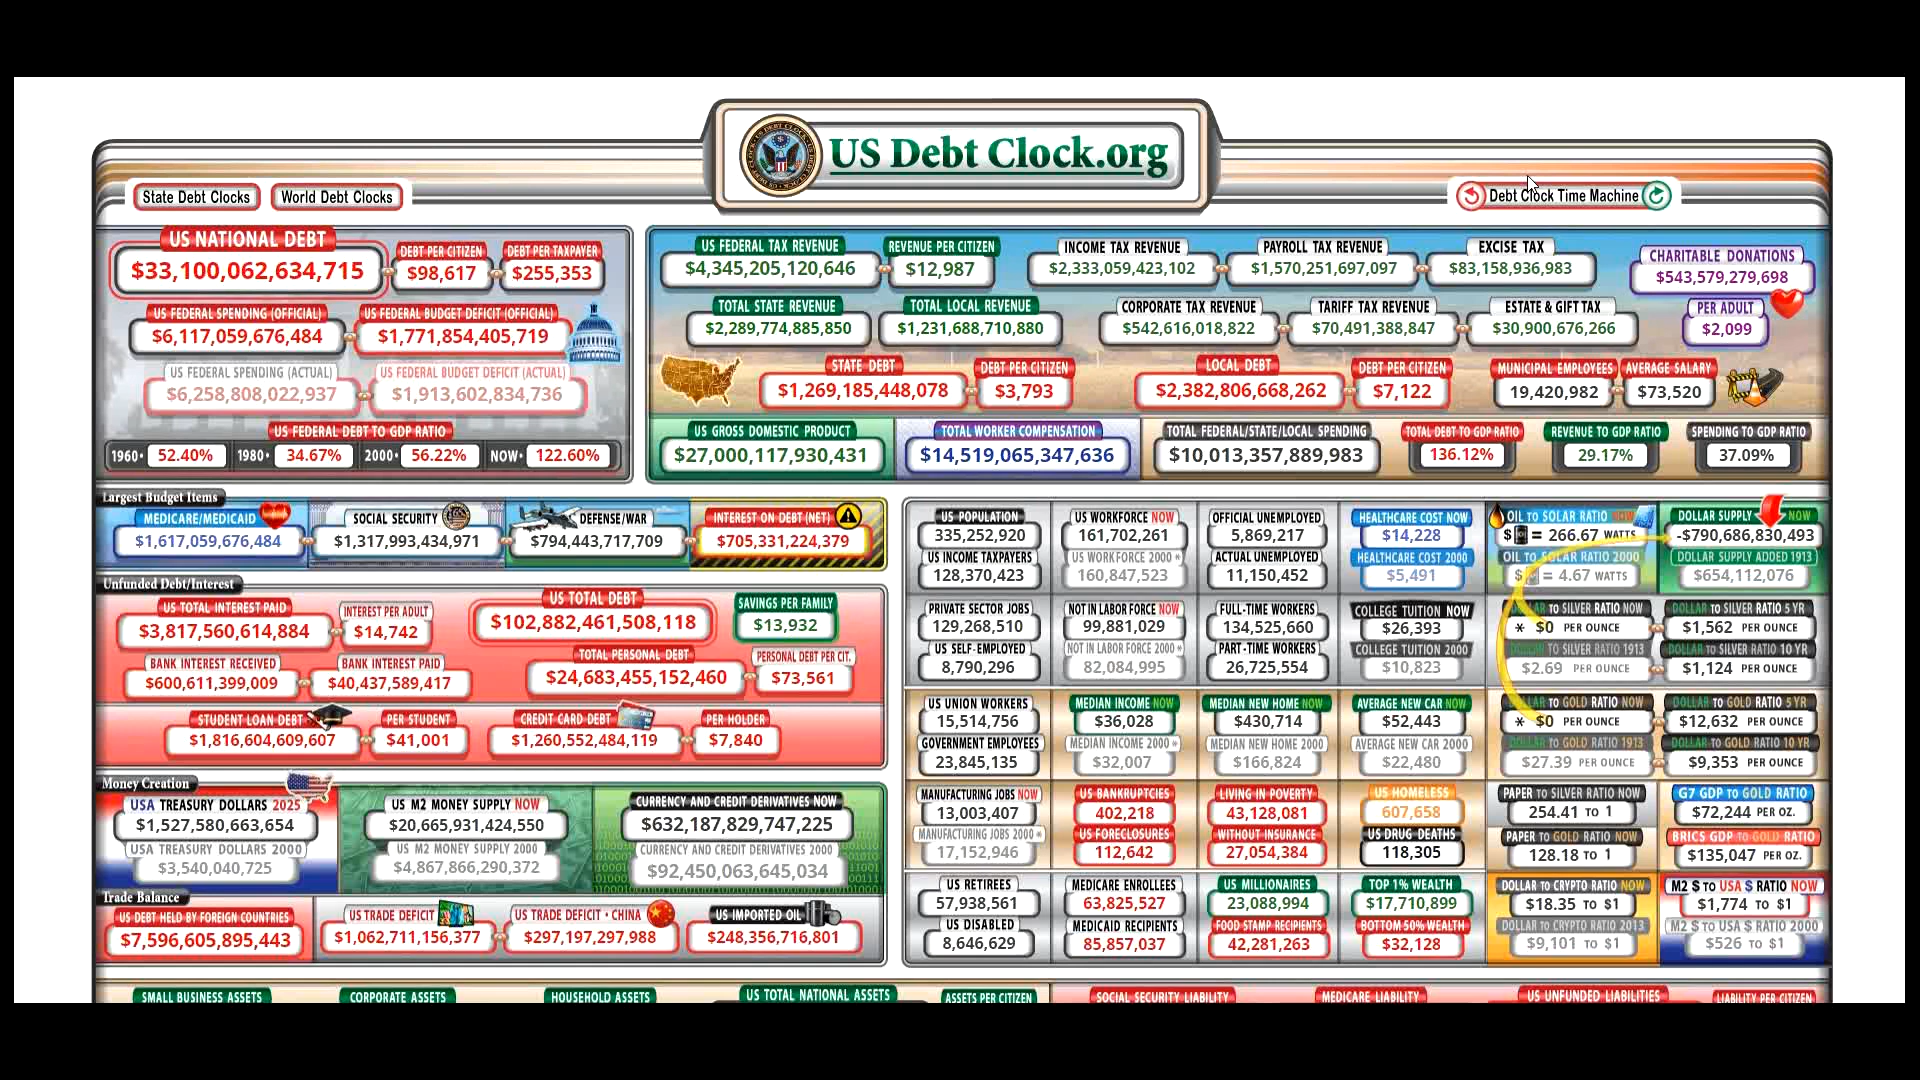 US Debt Clock.org
State Debt Clocks
World Debt Clocks
Debt Clock Time Machine
US NATIONAL DEBT
$33,100,062,634,715
DEBT PER CITIZEN
$98,617
DEBT PER TAXPAYER
$255,353
US FEDERAL SPENDING (OFFICIAL)
$6,117,059,676,484
US FEDERAL BUDGET DEFICIT (OFFICIAL)
$1,771,854,405,719
US FEDERAL SPENDING (ACTUAL)
$6,258,808,022,937
US FEDERAL BUDGET DEFICIT (ACTUAL)
$1,913,602,834,736
US FEDERAL DEBT TO GDP RATIO
1960• 52.40% 1980• 34.67% 2000• 56.22% NOW• 122.60%
US FEDERAL TAX REVENUE
$4,345,205,120,646
REVENUE PER CITIZEN
$12,987
INCOME TAX REVENUE
$2,333,059,423,102
PAYROLL TAX REVENUE
$1,570,251,697,097
EXCISE TAX
$83,158,936,983
CHARITABLE DONATIONS
$543,579,279,698
TOTAL STATE REVENUE
$2,289,774,885,850
TOTAL LOCAL REVENUE
$1,231,688,710,880
CORPORATE TAX REVENUE
$542,616,018,822
TARIFF TAX REVENUE
$70,491,388,847
ESTATE & GIFT TAX
$30,900,676,266
PER ADULT
$2,099
STATE DEBT
$1,269,185,448,078
DEBT PER CITIZEN
$3,793
LOCAL DEBT
$2,382,806,668,262
DEBT PER CITIZEN
$7,122
MUNICIPAL EMPLOYEES
19,420,982
AVERAGE SALARY
$73,520
US GROSS DOMESTIC PRODUCT
$27,000,117,930,431
TOTAL WORKER COMPENSATION
$14,519,065,347,636
TOTAL FEDERAL/STATE/LOCAL SPENDING
$10,013,357,889,983
TOTAL DEBT TO GDP RATIO
136.12%
REVENUE TO GDP RATIO
29.17%
SPENDING TO GDP RATIO
37.09%
Largest Budget Items
MEDICARE/MEDICAID
$1,617,059,676,484
SOCIAL SECURITY
$1,317,993,434,971
DEFENSE/WAR
$794,443,717,709
INTEREST ON DEBT (NET)
$705,331,224,379
Unfunded Debt/Interest
US TOTAL INTEREST PAID
$3,817,560,614,884
INTEREST PER ADULT
$14,742
US TOTAL DEBT
$102,882,461,508,118
SAVINGS PER FAMILY
$13,932
BANK INTEREST RECEIVED
$600,611,399,009
BANK INTEREST PAID
$40,437,589,417
TOTAL PERSONAL DEBT
$24,683,455,152,460
PERSONAL DEBT PER CIT.
$73,561
STUDENT LOAN DEBT
$1,816,604,609,607
PER STUDENT
$41,001
CREDIT CARD DEBT
$1,260,552,484,119
PER HOLDER
$7,840
Money Creation
USA TREASURY DOLLARS 2025
$1,527,580,663,654
USA TREASURY DOLLARS 2000
$3,540,040,725
US M2 MONEY SUPPLY NOW
$20,665,931,424,550
US M2 MONEY SUPPLY 2000
$4,867,866,290,372
CURRENCY AND CREDIT DERIVATIVES NOW
$632,187,829,747,225
CURRENCY AND CREDIT DERIVATIVES 2000
$92,450,063,645,034
Trade Balance
US DEBT HELD BY FOREIGN COUNTRIES
$7,596,605,895,443
US TRADE DEFICIT
$1,062,711,156,377
US TRADE DEFICIT • CHINA
$297,197,297,988
US IMPORTED OIL
$248,356,716,801
US POPULATION
335,252,920
US INCOME TAXPAYERS
128,370,423
US WORKFORCE NOW
161,702,261
US WORKFORCE 2000 *
160,847,523
OFFICIAL UNEMPLOYED
5,869,217
ACTUAL UNEMPLOYED
11,150,452
HEALTHCARE COST NOW
$14,228
HEALTHCARE COST 2000
$5,491
OIL TO SOLAR RATIO NOW
$ = 266.67 WATTS
OIL TO SOLAR RATIO 2000
$ = 4.67 WATTS
DOLLAR SUPPLY NOW
-$790,686,830,493
DOLLAR SUPPLY ADDED 1913
$654,112,076
PRIVATE SECTOR JOBS
129,268,510
US SELF-EMPLOYED
8,790,296
NOT IN LABOR FORCE NOW
99,881,029
NOT IN LABOR FORCE 2000 *
82,084,995
FULL-TIME WORKERS
134,525,660
PART-TIME WORKERS
26,725,554
COLLEGE TUITION NOW
$26,393
COLLEGE TUITION 2000
$10,823
DOLLAR TO SILVER RATIO NOW
* $0 PER OUNCE
DOLLAR TO SILVER RATIO 1913
$2.69 PER OUNCE
DOLLAR TO SILVER RATIO 5 YR
$1,562 PER OUNCE
DOLLAR TO SILVER RATIO 10 YR
$1,124 PER OUNCE
US UNION WORKERS
15,514,756
GOVERNMENT EMPLOYEES
23,845,135
MEDIAN INCOME NOW
$36,028
MEDIAN INCOME 2000 *
$32,007
MEDIAN NEW HOME NOW
$430,714
MEDIAN NEW HOME 2000
$166,824
AVERAGE NEW CAR NOW
$52,443
AVERAGE NEW CAR 2000
$22,480
DOLLAR TO GOLD RATIO NOW
* $0 PER OUNCE
DOLLAR TO GOLD RATIO 1913
$27.39 PER OUNCE
DOLLAR TO GOLD RATIO 5 YR
$12,632 PER OUNCE
DOLLAR TO GOLD RATIO 10 YR
$9,353 PER OUNCE
MANUFACTURING JOBS NOW
13,003,407
MANUFACTURING JOBS 2000 *
17,152,946
US BANKRUPTCIES
402,218
US FORECLOSURES
112,642
LIVING IN POVERTY
43,128,081
WITHOUT INSURANCE
27,054,384
US HOMELESS
607,658
US DRUG DEATHS
118,305
PAPER TO SILVER RATIO NOW
254.41 TO 1
PAPER TO GOLD RATIO NOW
128.18 TO 1
G7 GDP TO GOLD RATIO
$72,244 PER OZ.
BRICS GDP TO GOLD RATIO
$135,047 PER OZ.
US RETIREES
57,938,561
US DISABLED
8,646,629
MEDICARE ENROLLEES
63,825,527
MEDICAID RECIPIENTS
85,857,037
US MILLIONAIRES
23,088,994
FOOD STAMP RECIPIENTS
42,281,263
TOP 1% WEALTH
$17,710,899
BOTTOM 50% WEALTH
$32,128
DOLLAR TO CRYPTO RATIO NOW
$18.35 TO $1
DOLLAR TO CRYPTO RATIO 2013
$9,101 TO $1
M2 $ TO USA $ RATIO NOW
$1,774 TO $1
M2 $ TO USA $ RATIO 2000
$526 TO $1
SMALL BUSINESS ASSETS
CORPORATE ASSETS
HOUSEHOLD ASSETS
US TOTAL NATIONAL ASSETS
ASSETS PER CITIZEN
SOCIAL SECURITY LIABILITY
MEDICARE LIABILITY
US UNFUNDED LIABILITIES
LIABILITY PER CITIZEN